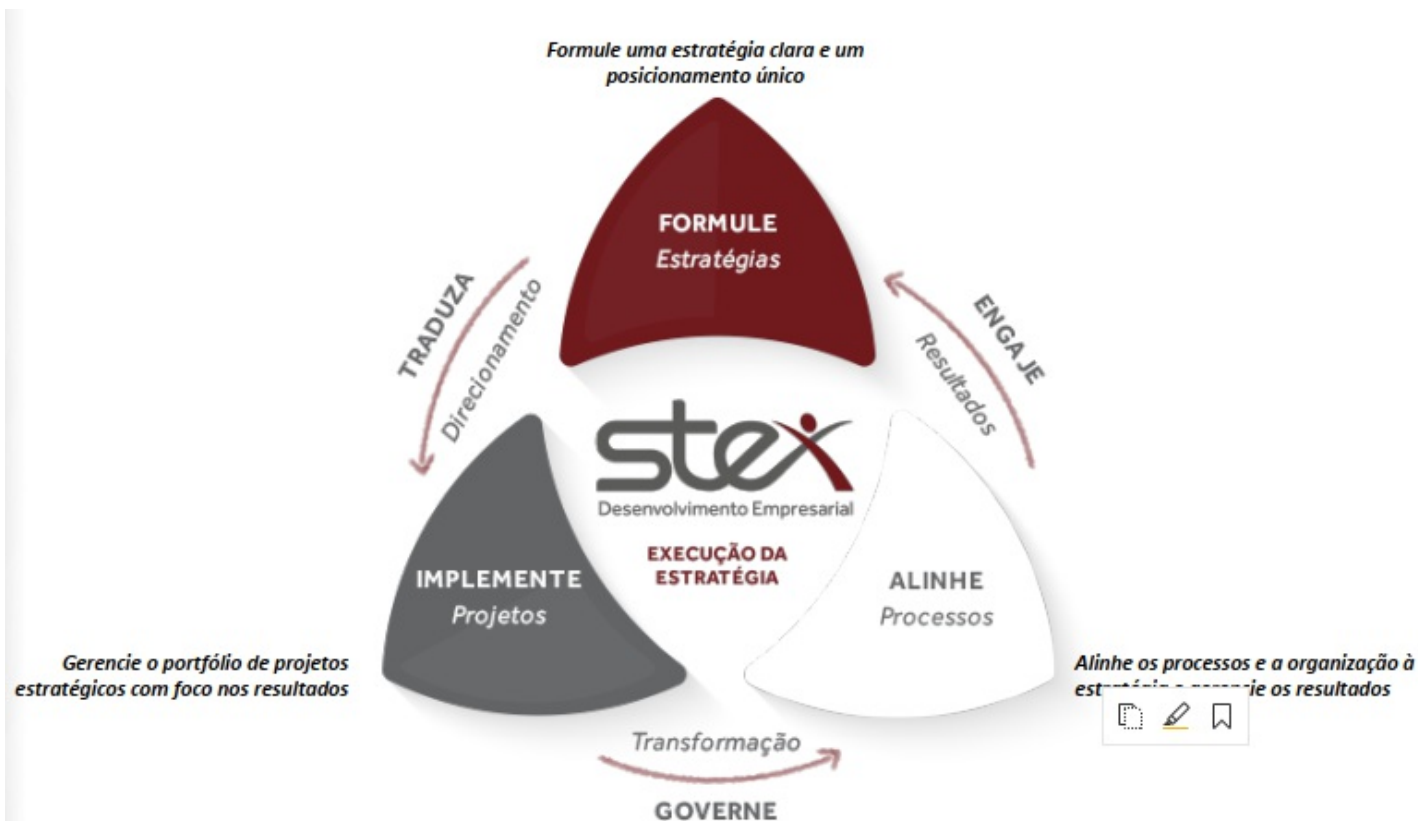 Formule uma estratégia clara e um
posicionamento único
FORMULE
Estratégias
TRADUZA
Direcionamento
ENGAJE
Resultados
stex
Desenvolvimento Empresarial
EXECUÇÃO DA
ESTRATÉGIA
IMPLEMENTE
Projetos
ALINHE
Processos
Gerencie o portfólio de projetos
estratégicos com foco nos resultados
Alinhe os processos e a organização à
os resultados
Transformação
GOVERNE